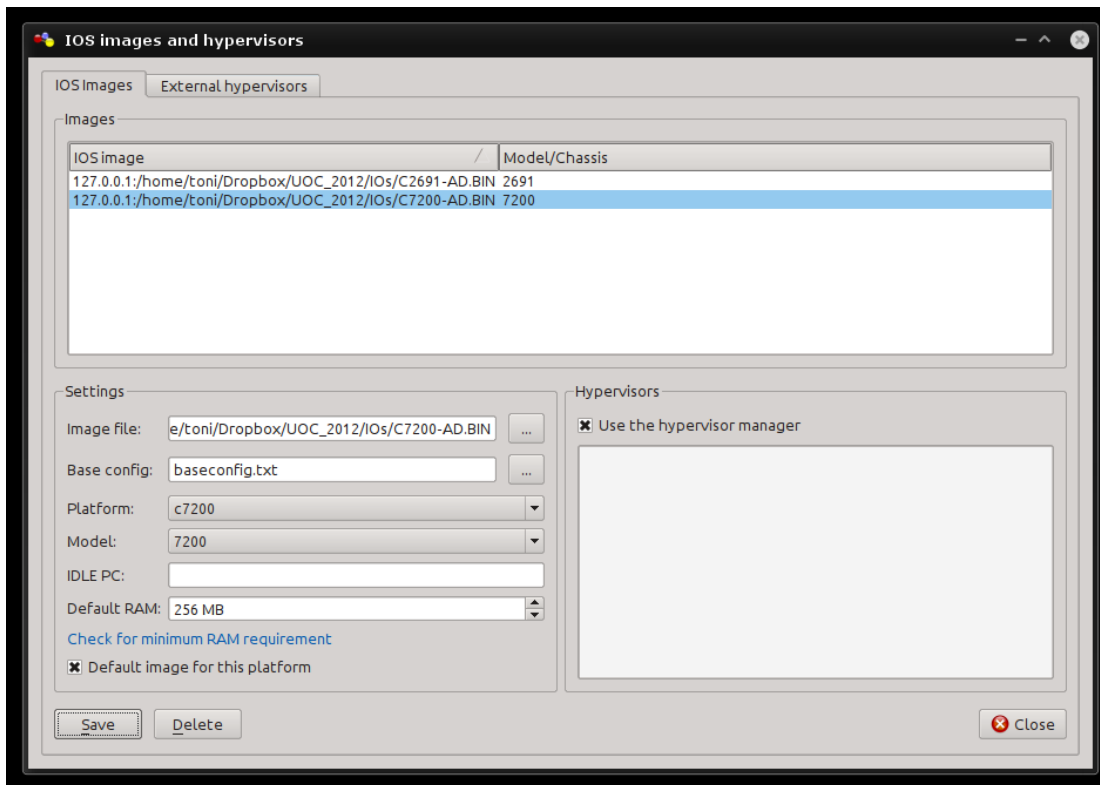 IOS images and hypervisors
IOS Images External hypervisors
Images
IOS image Model/Chassis
127.0.0.1:/home/toni/Dropbox/UOC_2012/IOs/C2691-AD.BIN 2691
127.0.0.1:/home/toni/Dropbox/UOC_2012/IOs/C7200-AD.BIN 7200
Settings
Image file: e/toni/Dropbox/UOC_2012/IOs/C7200-AD.BIN ...
Base config: baseconfig.txt ...
Platform: c7200
Model: 7200
IDLE PC:
Default RAM: 256 MB
Check for minimum RAM requirement
Default image for this platform
Hypervisors
Use the hypervisor manager
Save Delete Close